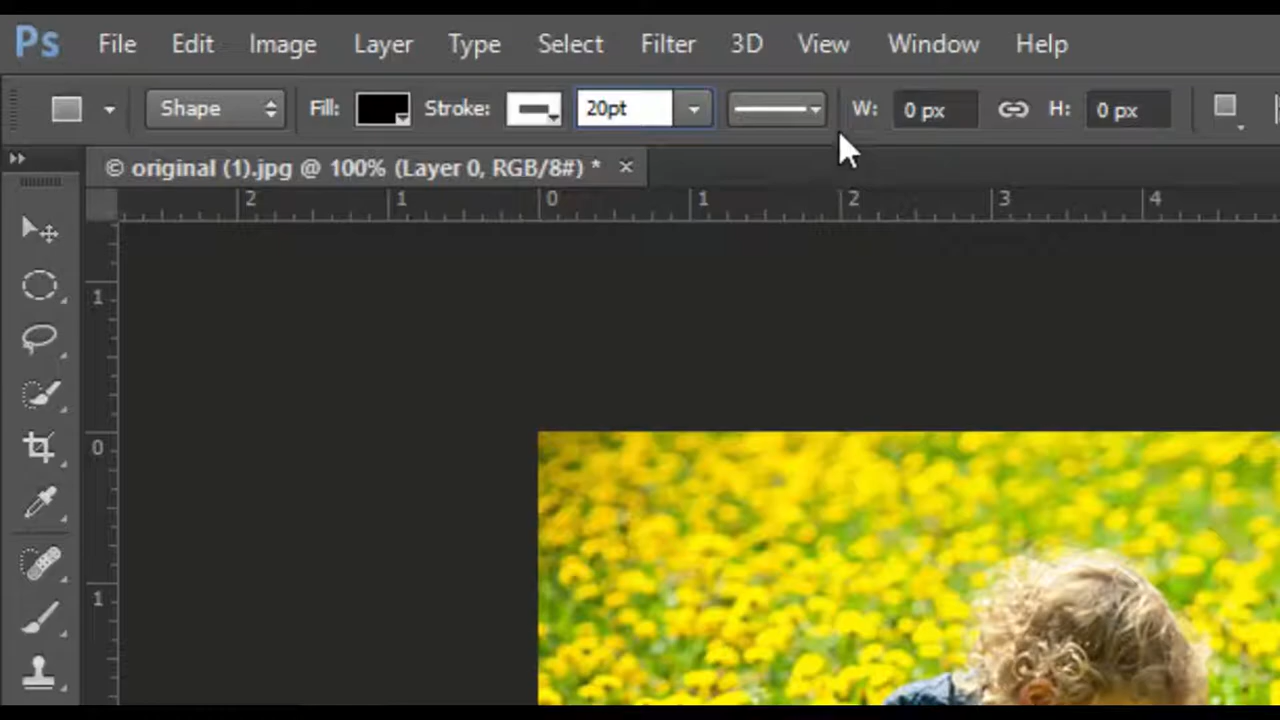 Ps File Edit Image Layer Type Select Filter 3D View Window Help
Shape Fill: Stroke: 20pt W: 0 px H: 0 px
© original (1).jpg @ 100% (Layer 0, RGB/8#) * ×
2 1 0 1 2 3 4
1
0
1